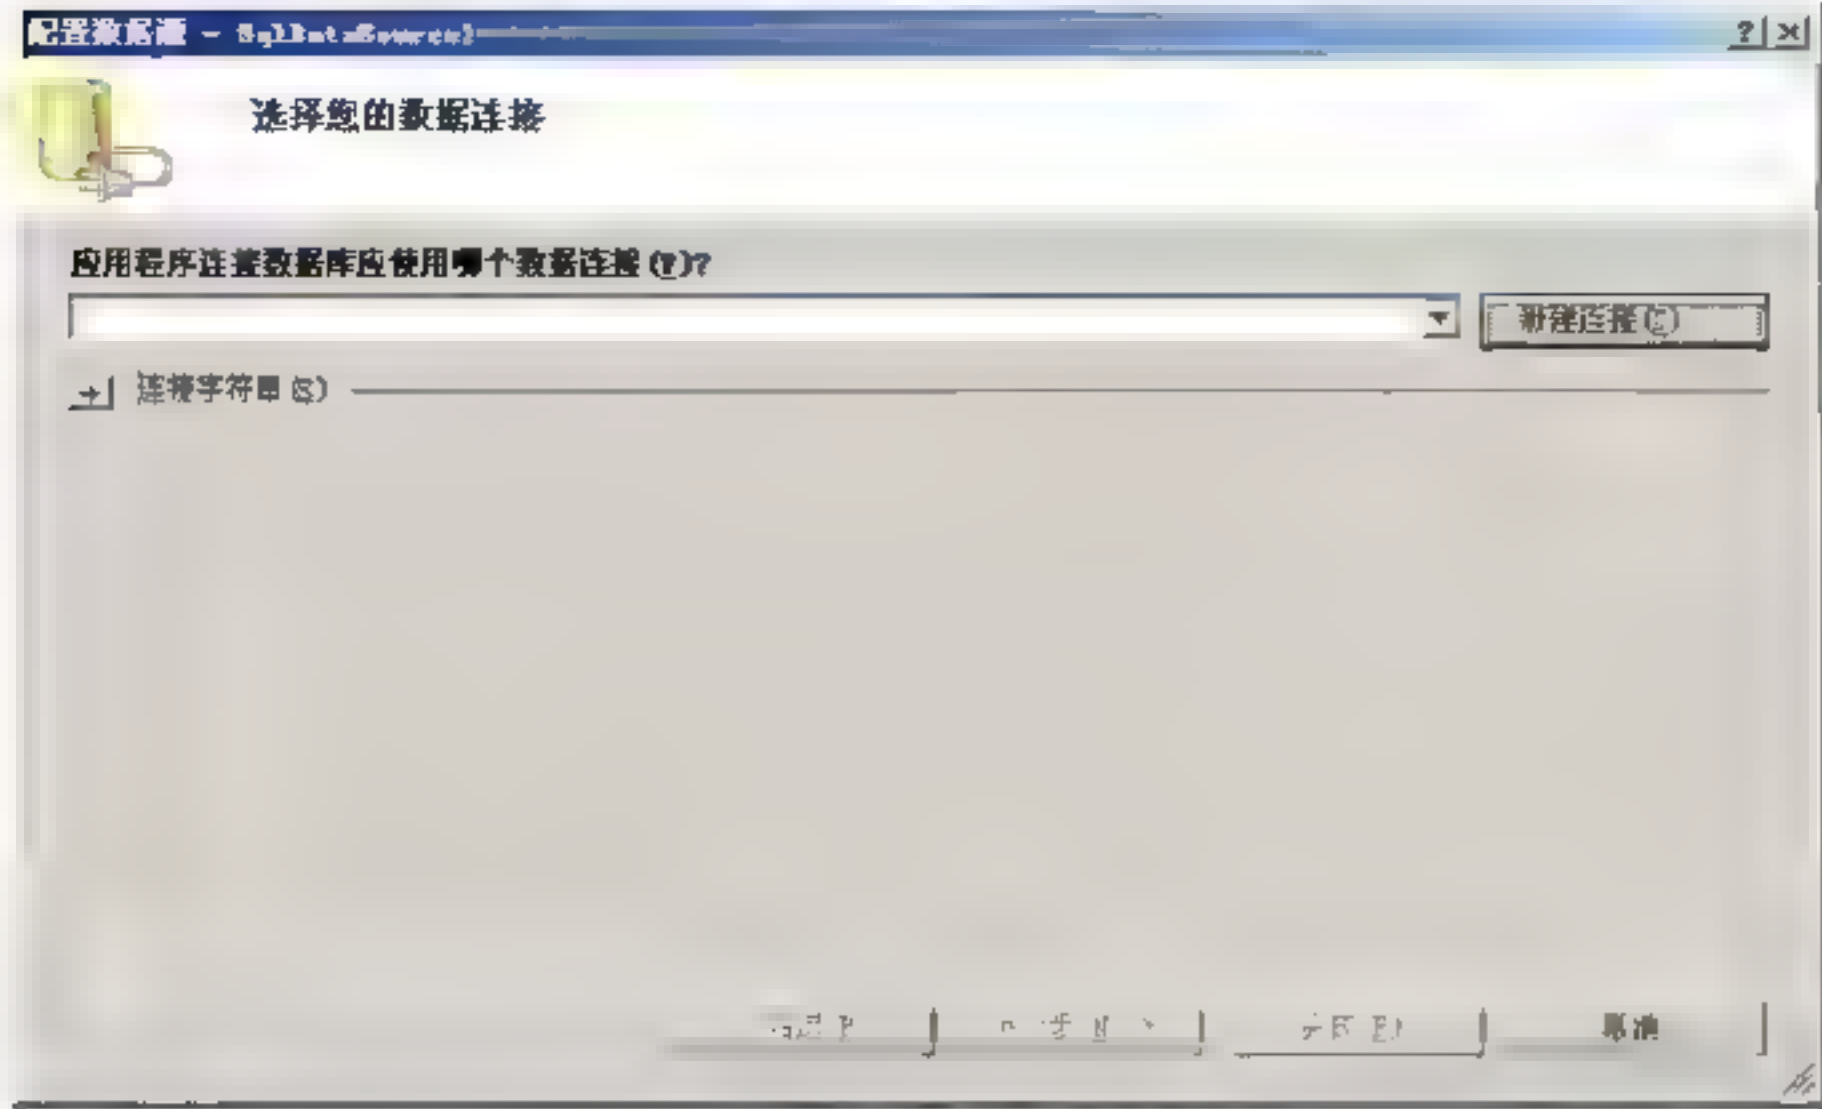 配置数据源 - SqlDataSource1
选择您的数据连接
应用程序连接数据库应使用哪个数据连接(W)?
新建连接(C)
连接字符串(S)
取消